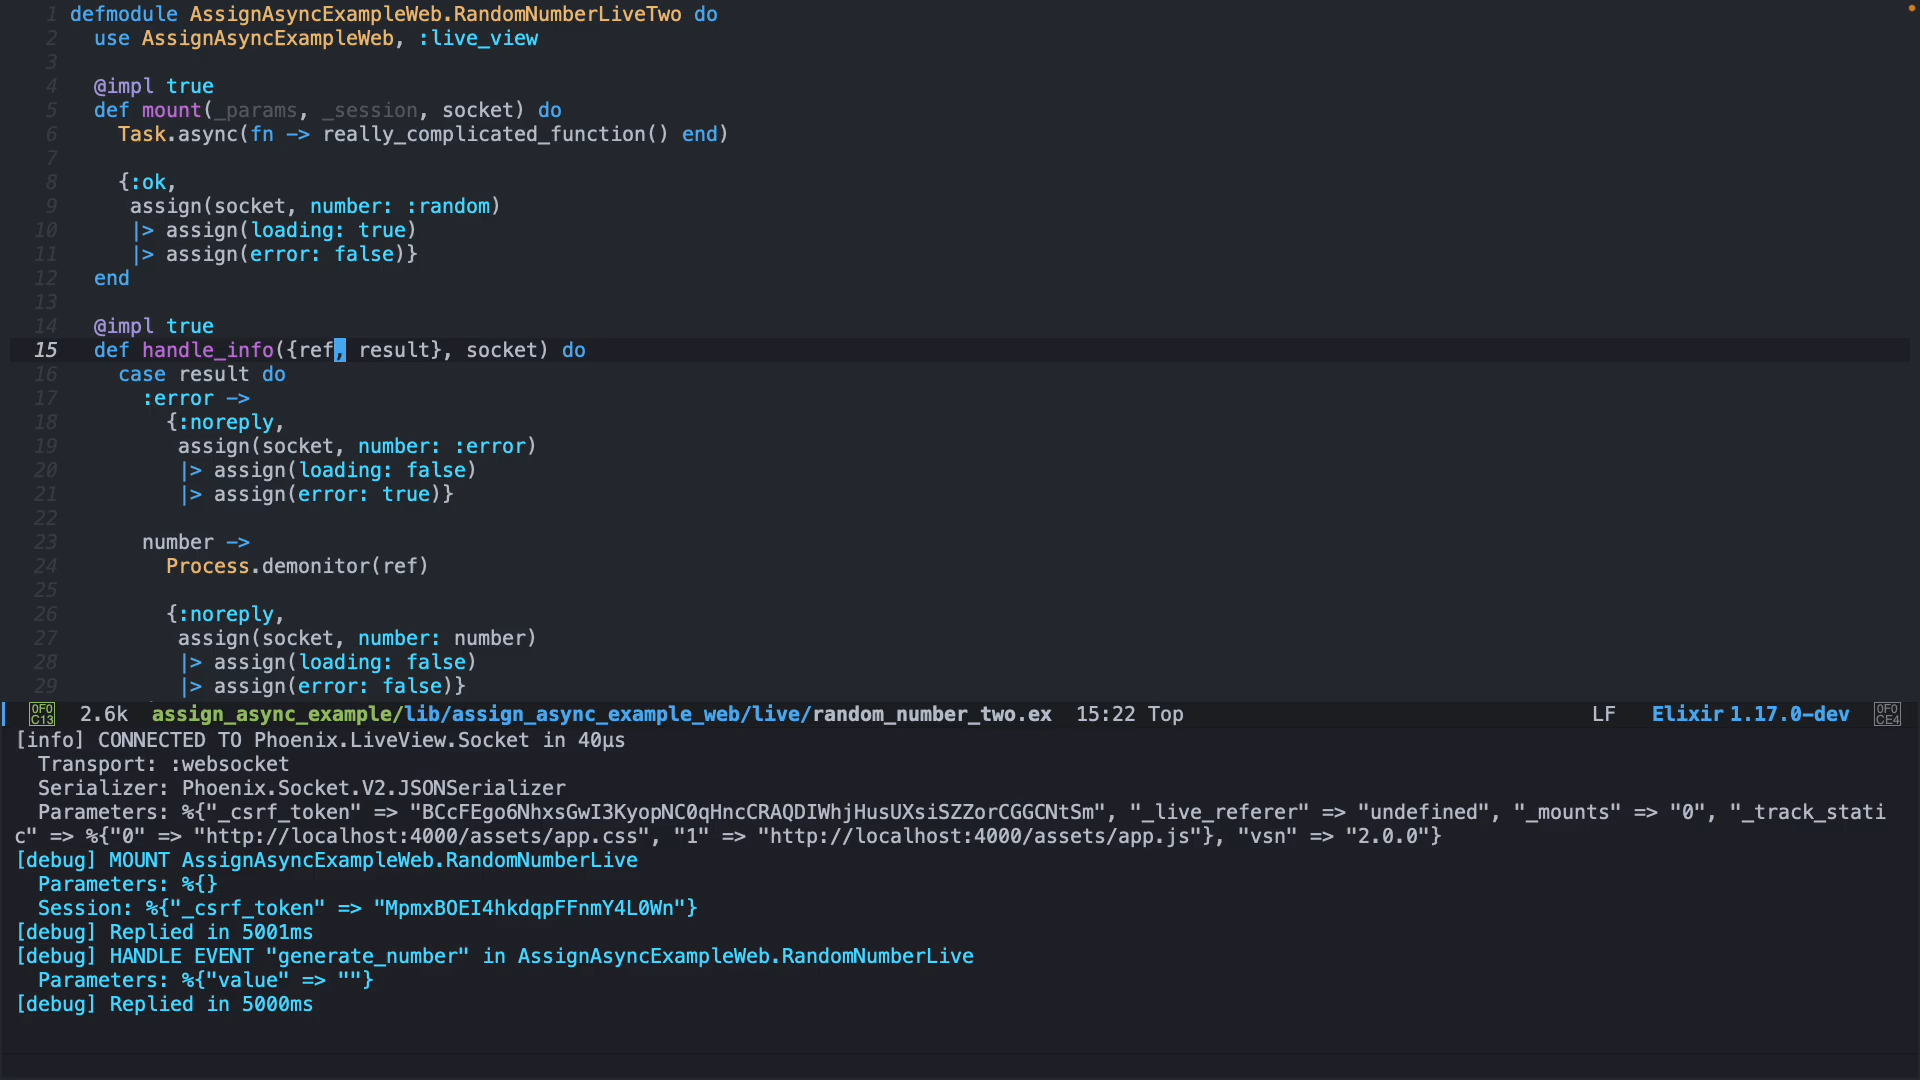 1 defmodule AssignAsyncExampleWeb.RandomNumberLiveTwo do
2 use AssignAsyncExampleWeb, :live_view
3
4 @impl true
5 def mount(_params, _session, socket) do
6 Task.async(fn -> really_complicated_function() end)
7
8 {:ok,
9 assign(socket, number: :random)
10 |> assign(loading: true)
11 |> assign(error: false)}
12 end
13
14 @impl true
15 def handle_info({ref, result}, socket) do
16 case result do
17 :error ->
18 {:noreply,
19 assign(socket, number: :error)
20 |> assign(loading: false)
21 |> assign(error: true)}
22
23 number ->
24 Process.demonitor(ref)
25
26 {:noreply,
27 assign(socket, number: number)
28 |> assign(loading: false)
29 |> assign(error: false)}
0F0C13 2.6k assign_async_example/lib/assign_async_example_web/live/random_number_two.ex 15:22 Top LF Elixir 1.17.0-dev 0F0CE4
[info] CONNECTED TO Phoenix.LiveView.Socket in 40µs
Transport: :websocket
Serializer: Phoenix.Socket.V2.JSONSerializer
Parameters: %{"_csrf_token" => "BCcFEgo6NhxsGwI3KyopNC0qHncCRAQDIWhjHusUXsiSZZorCGGCNtSm", "_live_referer" => "undefined", "_mounts" => "0", "_track_stati
c" => %{"0" => "http://localhost:4000/assets/app.css", "1" => "http://localhost:4000/assets/app.js"}, "vsn" => "2.0.0"}
[debug] MOUNT AssignAsyncExampleWeb.RandomNumberLive
Parameters: %{}
Session: %{"_csrf_token" => "MpmxBOEI4hkdqpFFnmY4L0Wn"}
[debug] Replied in 5001ms
[debug] HANDLE EVENT "generate_number" in AssignAsyncExampleWeb.RandomNumberLive
Parameters: %{"value" => ""}
[debug] Replied in 5000ms